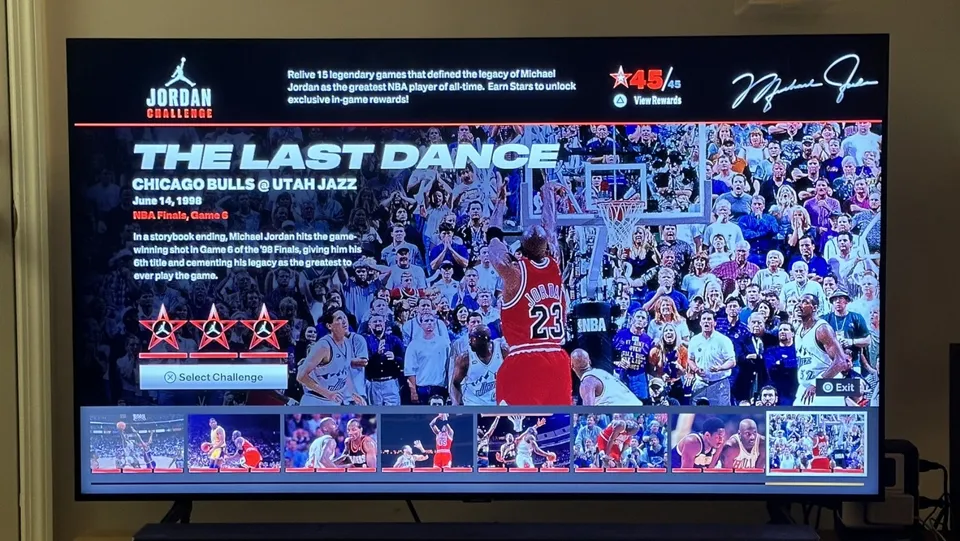 JORDAN
CHALLENGE
Relive 15 legendary games that defined the legacy of Michael
Jordan as the greatest NBA player of all-time. Earn Stars to unlock
exclusive in-game rewards!
45/45
View Rewards
Michael Jordan
THE LAST DANCE
CHICAGO BULLS @ UTAH JAZZ
June 14, 1998
NBA Finals, Game 6
In a storybook ending, Michael Jordan hits the game-
winning shot in Game 6 of the '98 Finals, giving him his
6th title and cementing his legacy as the greatest to
ever play the game.
JORDAN
23
NBA
Select Challenge
Exit